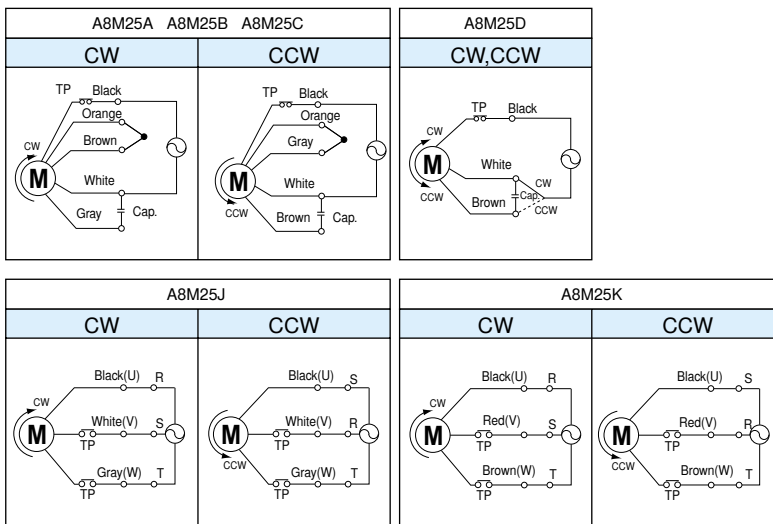 A8M25A A8M25B A8M25C
CW
CCW
TP Black
Orange
CW
Brown
M
White
Gray Cap.
TP Black
Orange
Gray
M
White
CCW
Brown Cap.
A8M25D
CW,CCW
TP Black
CW
White
M
CW
Cap.
Brown
CCW
CCW
A8M25J
CW
CCW
Black(U) R
CW
White(V) S
M
TP
Gray(W) T
TP
Black(U) S
White(V) R
M
TP
CCW
Gray(W) T
TP
A8M25K
CW
CCW
Black(U) R
CW
Red(V) S
M
TP
Brown(W) T
TP
Black(U) S
Red(V) R
M
TP
CCW
Brown(W) T
TP